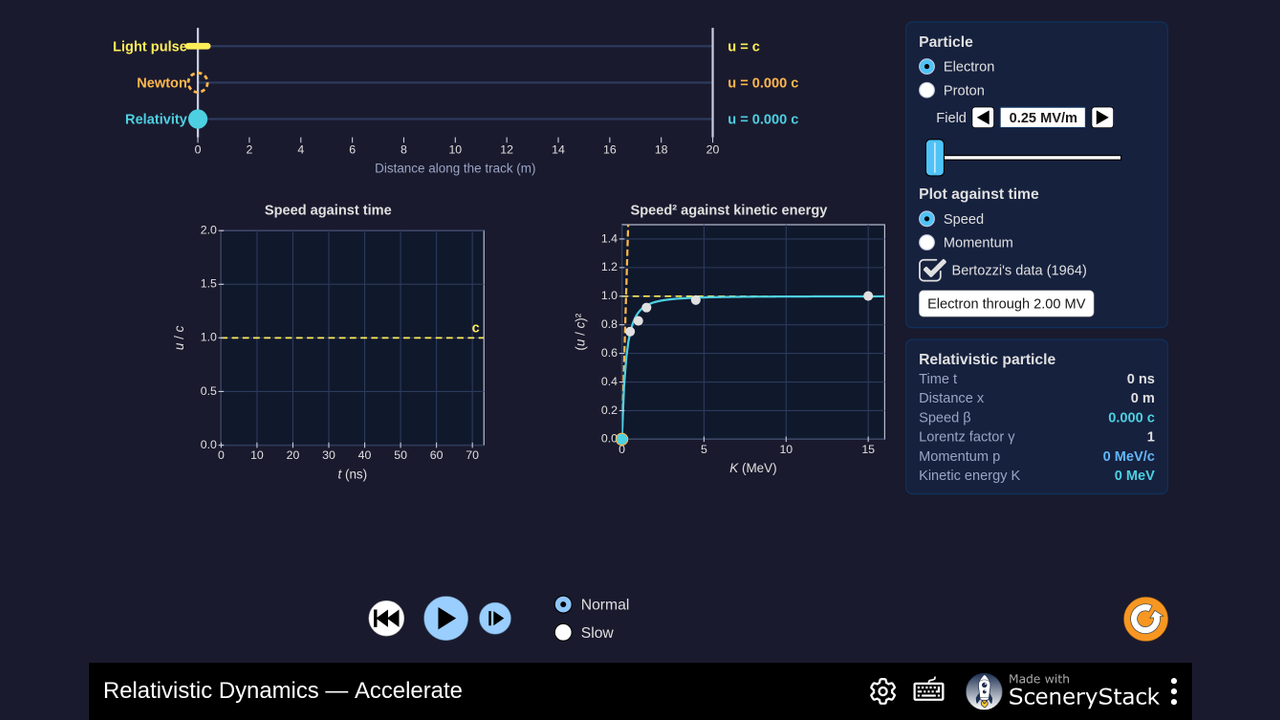 Light pulse
u = c
Newton
u = 0.000 c
Relativity
u = 0.000 c
0 2 4 6 8 10 12 14 16 18 20
Distance along the track (m)
Speed against time
2.0
1.5
1.0
0.5
0.0
u / c
c
0 10 20 30 40 50 60 70
t (ns)
Speed² against kinetic energy
1.4
1.2
1.0
0.8
0.6
0.4
0.2
0.0
(u / c)²
0 5 10 15
K (MeV)
Particle
Electron
Proton
Field 0.25 MV/m
Plot against time
Speed
Momentum
Bertozzi's data (1964)
Electron through 2.00 MV
Relativistic particle
Time t 0 ns
Distance x 0 m
Speed β 0.000 c
Lorentz factor γ 1
Momentum p 0 MeV/c
Kinetic energy K 0 MeV
Normal
Slow
Relativistic Dynamics — Accelerate
Made with
SceneryStack